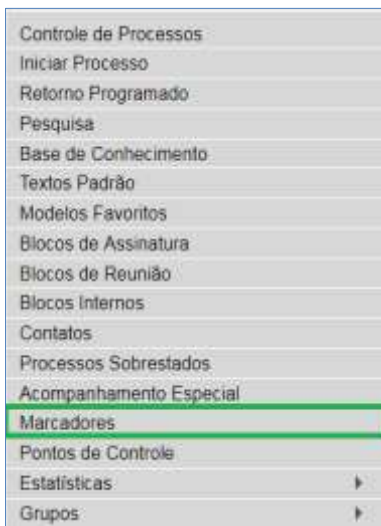 Controle de Processos
Iniciar Processo
Retorno Programado
Pesquisa
Base de Conhecimento
Textos Padrão
Modelos Favoritos
Blocos de Assinatura
Blocos de Reunião
Blocos Internos
Contatos
Processos Sobrestados
Acompanhamento Especial
Marcadores
Pontos de Controle
Estatísticas
Grupos